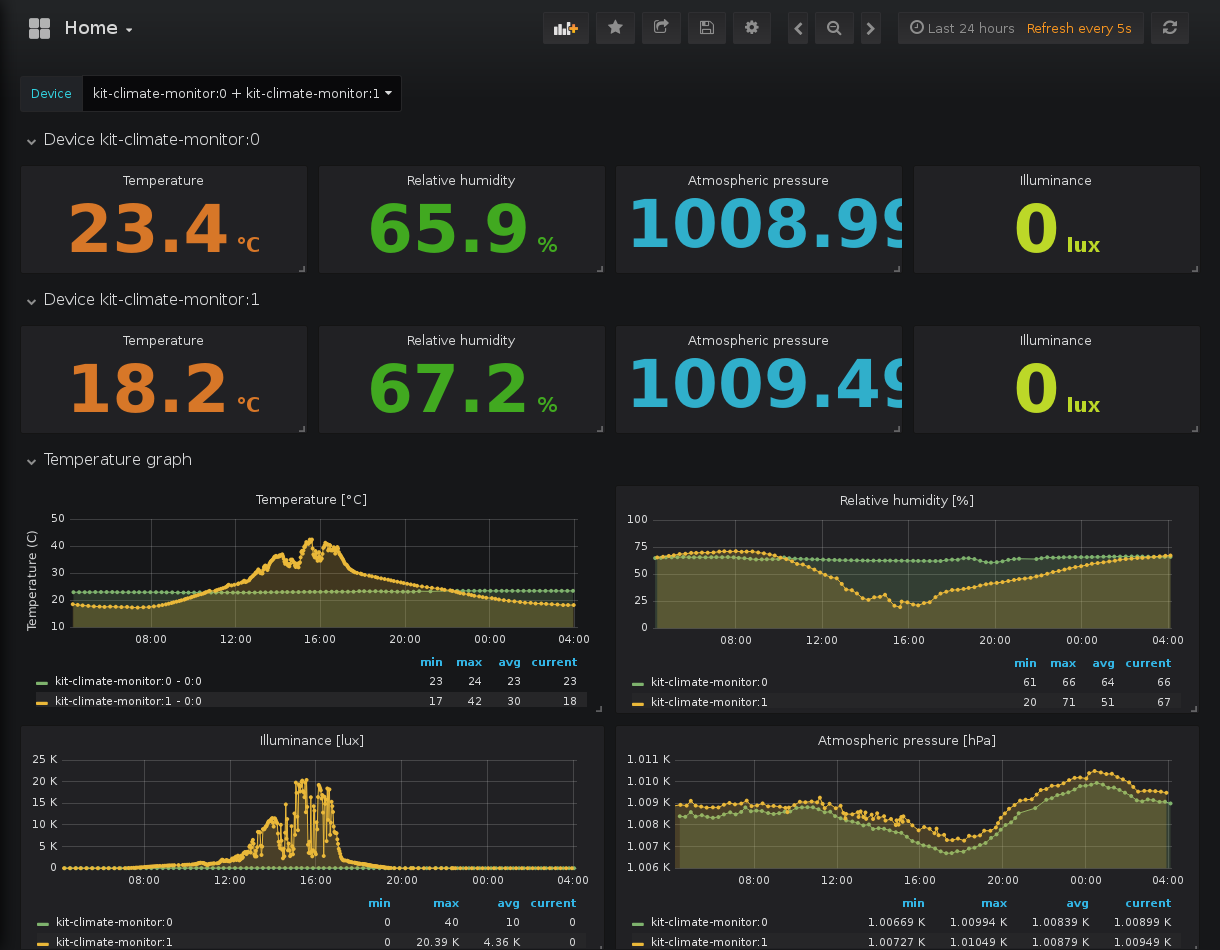 Home
Last 24 hours Refresh every 5s
Device kit-climate-monitor:0 + kit-climate-monitor:1
Device kit-climate-monitor:0
Temperature Relative humidity Atmospheric pressure Illuminance
23.4 °C 65.9 % 1008.99 0 lux
Device kit-climate-monitor:1
Temperature Relative humidity Atmospheric pressure Illuminance
18.2 °C 67.2 % 1009.49 0 lux
Temperature graph
Temperature [°C]
Temperature (C)
50
40
30
20
10
08:00 12:00 16:00 20:00 00:00 04:00
min max avg current
kit-climate-monitor:0 - 0:0 23 24 23 23
kit-climate-monitor:1 - 0:0 17 42 30 18
Relative humidity [%]
100
75
50
25
0
08:00 12:00 16:00 20:00 00:00 04:00
min max avg current
kit-climate-monitor:0 61 66 64 66
kit-climate-monitor:1 20 71 51 67
Illuminance [lux]
25 K
20 K
15 K
10 K
5 K
0
08:00 12:00 16:00 20:00 00:00 04:00
min max avg current
kit-climate-monitor:0 0 40 10 0
kit-climate-monitor:1 0 20.39 K 4.36 K 0
Atmospheric pressure [hPa]
1.011 K
1.010 K
1.009 K
1.008 K
1.007 K
1.006 K
08:00 12:00 16:00 20:00 00:00 04:00
min max avg current
kit-climate-monitor:0 1.00669 K 1.00994 K 1.00839 K 1.00899 K
kit-climate-monitor:1 1.00727 K 1.01049 K 1.00879 K 1.00949 K